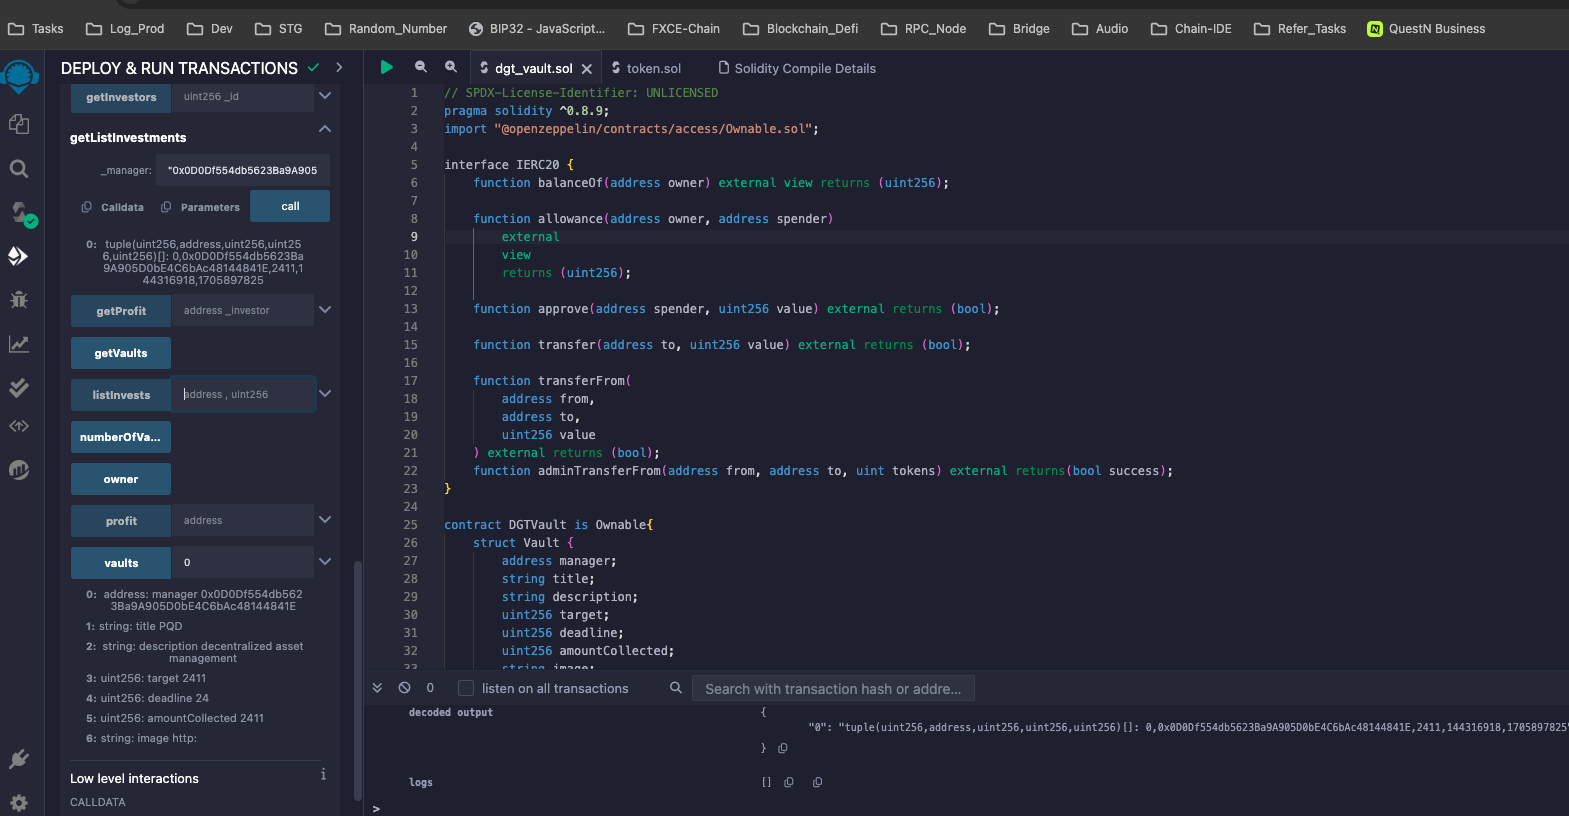 Tasks
Log_Prod
Dev
STG
Random_Number
BIP32 - JavaScript...
FXCE-Chain
Blockchain_Defi
RPC_Node
Bridge
Audio
Chain-IDE
Refer_Tasks
QuestN Business
DEPLOY & RUN TRANSACTIONS
getInvestors
uint256 _id
getListInvestments
_manager:
"0x0D0Df554db5623Ba9A905
Calldata
Parameters
call
0: tuple(uint256,address,uint256,uint25
6,uint256)[]: 0,0x0D0Df554db5623Ba
9A905D0bE4C6bAc48144841E,2411,1
44316918,1705897825
getProfit
address _investor
getVaults
listInvests
address , uint256
numberOfVa...
owner
profit
address
vaults
0
0: address: manager 0x0D0Df554db562
3Ba9A905D0bE4C6bAc48144841E
1: string: title PQD
2: string: description decentralized asset
management
3: uint256: target 2411
4: uint256: deadline 24
5: uint256: amountCollected 2411
6: string: image http:
Low level interactions
i
CALLDATA
dgt_vault.sol
token.sol
Solidity Compile Details
1 // SPDX-License-Identifier: UNLICENSED
2 pragma solidity ^0.8.9;
3 import "@openzeppelin/contracts/access/Ownable.sol";
4
5 interface IERC20 {
6 function balanceOf(address owner) external view returns (uint256);
7
8 function allowance(address owner, address spender)
9 external
10 view
11 returns (uint256);
12
13 function approve(address spender, uint256 value) external returns (bool);
14
15 function transfer(address to, uint256 value) external returns (bool);
16
17 function transferFrom(
18 address from,
19 address to,
20 uint256 value
21 ) external returns (bool);
22 function adminTransferFrom(address from, address to, uint tokens) external returns(bool success);
23 }
24
25 contract DGTVault is Ownable{
26 struct Vault {
27 address manager;
28 string title;
29 string description;
30 uint256 target;
31 uint256 deadline;
32 uint256 amountCollected;
33 string image;
0
listen on all transactions
Search with transaction hash or addre...
decoded output
{
"0": "tuple(uint256,address,uint256,uint256,uint256)[]: 0,0x0D0Df554db5623Ba9A905D0bE4C6bAc48144841E,2411,144316918,1705897825"
}
logs
[]
>